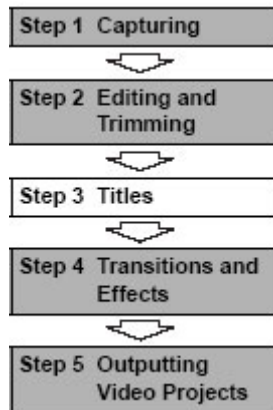 Step 1 Capturing
Step 2 Editing and
Trimming
Step 3 Titles
Step 4 Transitions and
Effects
Step 5 Outputting
Video Projects